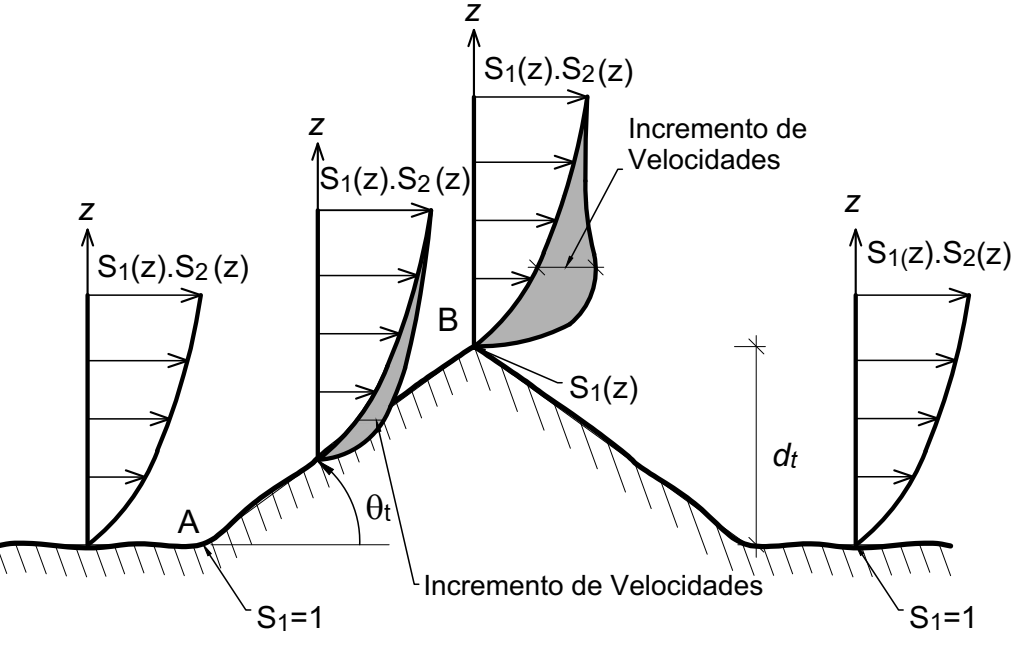 z
S1(z).S2(z)
Incremento de
Velocidades
z
S1(z).S2(z)
z
S1(z).S2(z)
z
S1(z).S2(z)
B
S1(z)
dt
A
θt
Incremento de Velocidades
S1=1
S1=1